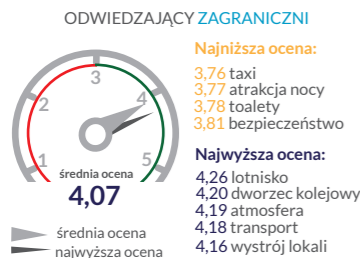 ODWIEDZAJĄCY ZAGRANICZNI
Najniższa ocena:
3,76 taxi
3,77 atrakcja nocy
3,78 toalety
3,81 bezpieczeństwo
Najwyższa ocena:
4,26 lotnisko
4,20 dworzec kolejowy
4,19 atmosfera
4,18 transport
4,16 wystrój lokali
1
2
3
4
5
średnia ocena
4,07
średnia ocena
najwyższa ocena